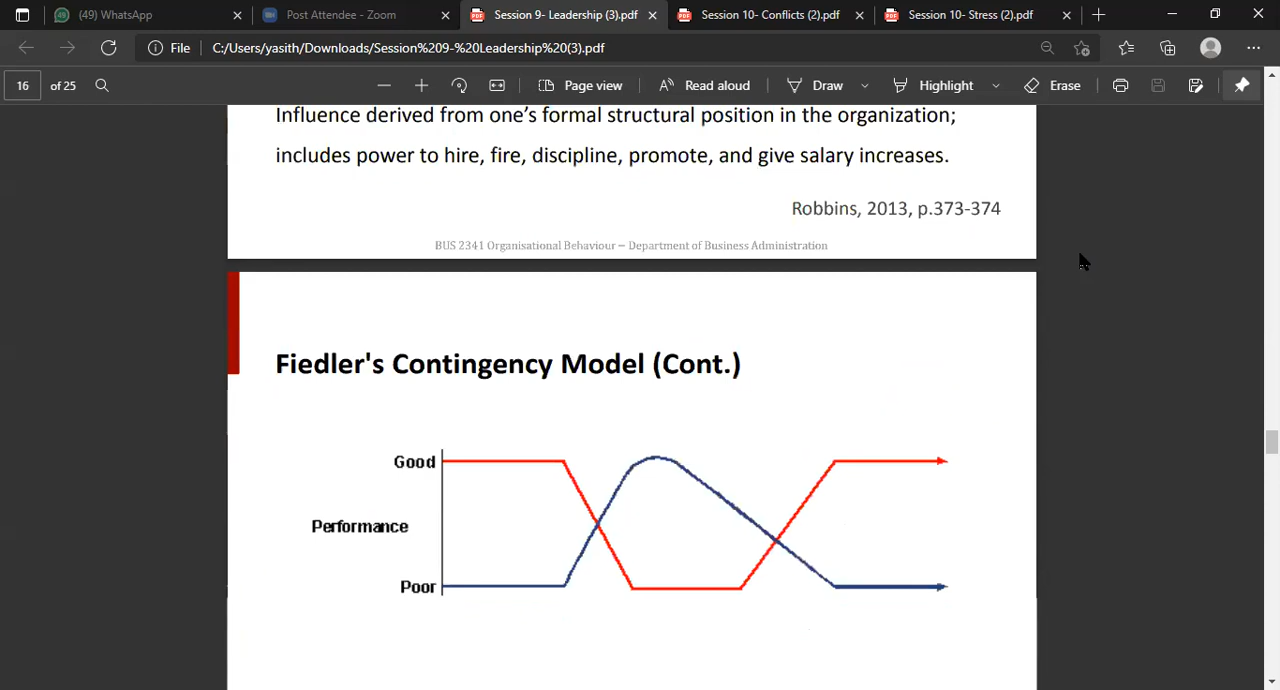 (49) WhatsApp
Post Attendee - Zoom
Session 9- Leadership (3).pdf
Session 10- Conflicts (2).pdf
Session 10- Stress (2).pdf
File
C:/Users/yasith/Downloads/Session%209-%20Leadership%20(3).pdf
16 of 25
Page view
Read aloud
Draw
Highlight
Erase
Influence derived from one's formal structural position in the organization;
includes power to hire, fire, discipline, promote, and give salary increases.
Robbins, 2013, p.373-374
BUS 2341 Organisational Behaviour – Department of Business Administration
Fiedler's Contingency Model (Cont.)
Good
Performance
Poor